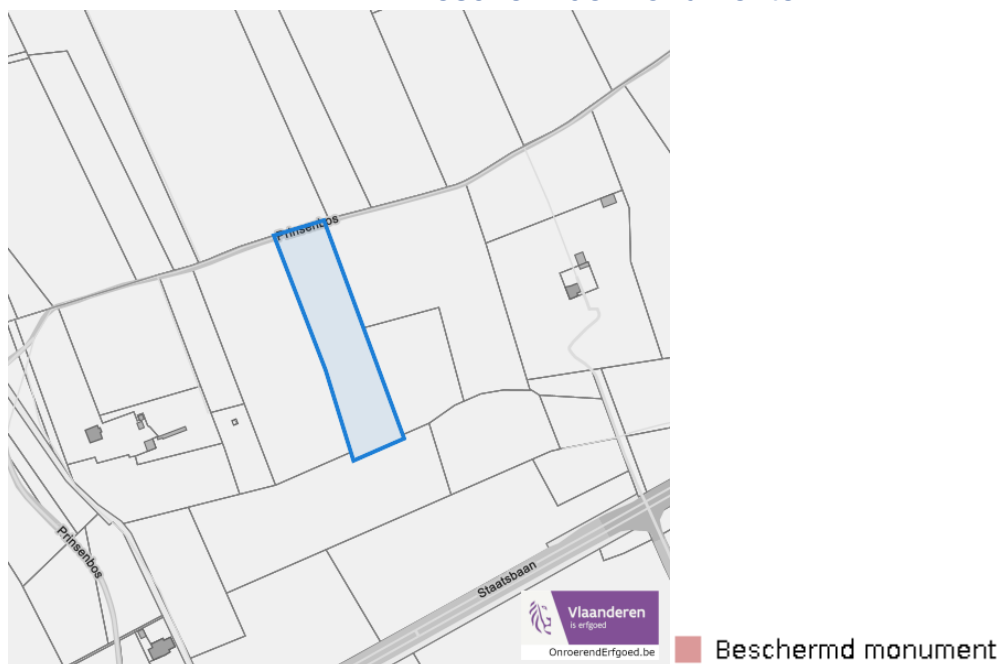 Prinsenbos
Prinsenbos
Staatsbaan
Vlaanderen
is erfgoed
OnroerendErfgoed.be
Beschermd monument